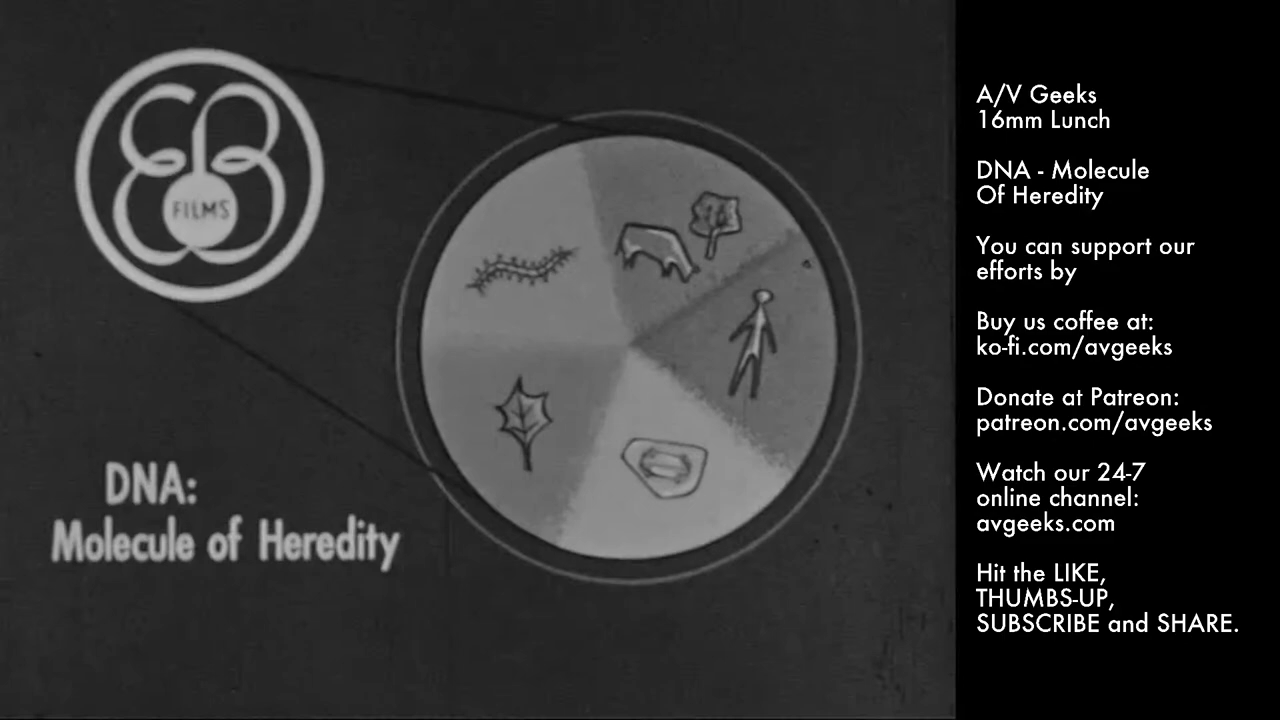 EB
FILMS
DNA:
Molecule of Heredity
A/V Geeks
16mm Lunch
DNA - Molecule
Of Heredity
You can support our
efforts by
Buy us coffee at:
ko-fi.com/avgeeks
Donate at Patreon:
patreon.com/avgeeks
Watch our 24-7
online channel:
avgeeks.com
Hit the LIKE,
THUMBS-UP,
SUBSCRIBE and SHARE.